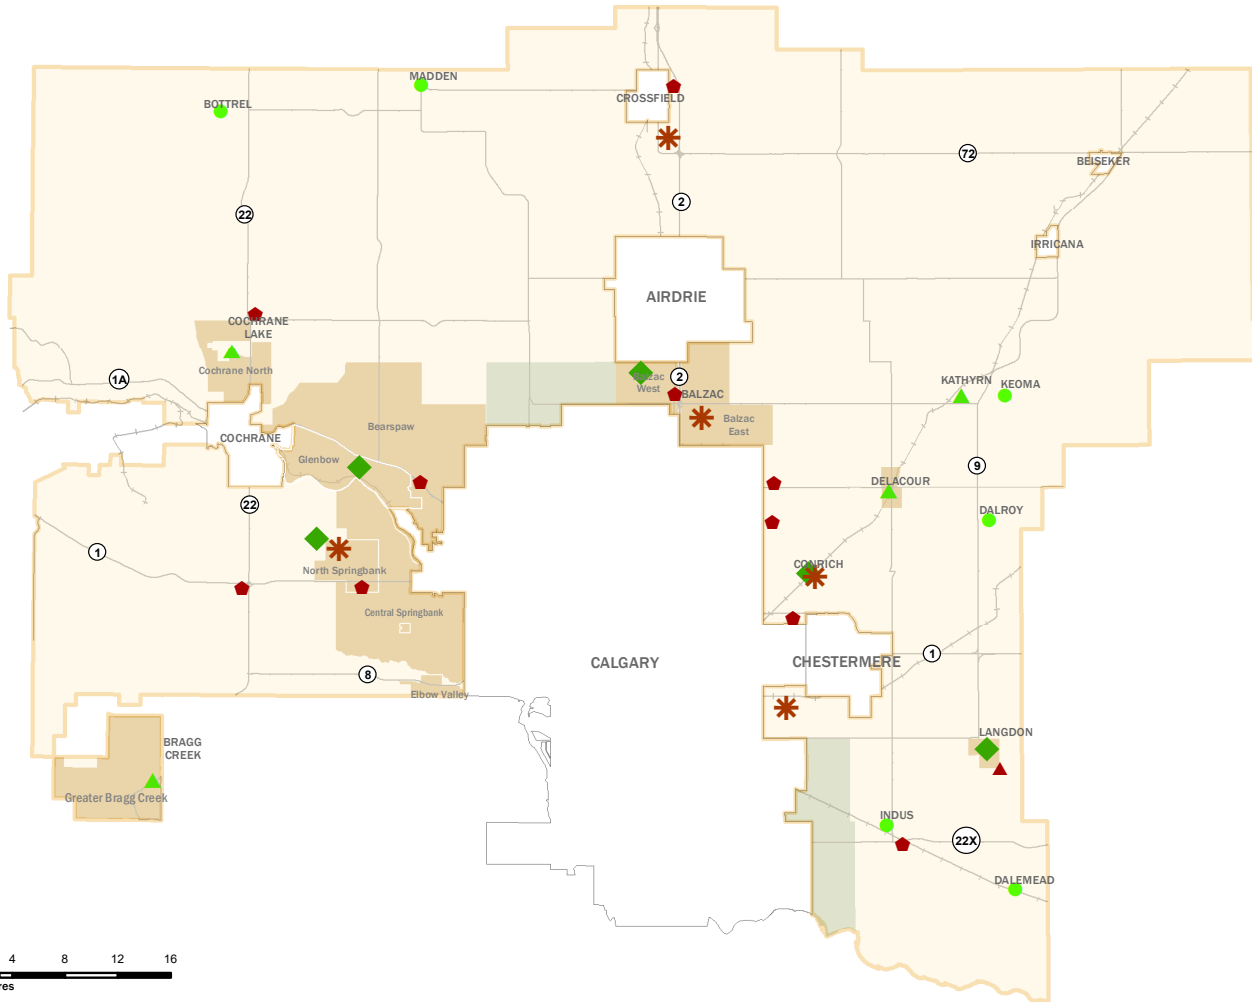 MADDEN
BOTTREL
CROSSFIELD
72
BEISEKER
2
22
IRRICANA
AIRDRIE
COCHRANE
LAKE
Cochrane North
1A
Balzac
West
2
BALZAC
KATHYRN
KEOMA
Balzac
East
Bearspaw
COCHRANE
Glenbow
9
DELACOUR
22
DALROY
1
CONRICH
North Springbank
Central Springbank
CALGARY
CHESTERMERE
1
8
Elbow Valley
LANGDON
BRAGG
CREEK
Greater Bragg Creek
INDUS
22X
DALEMEAD
4 8 12 16
res